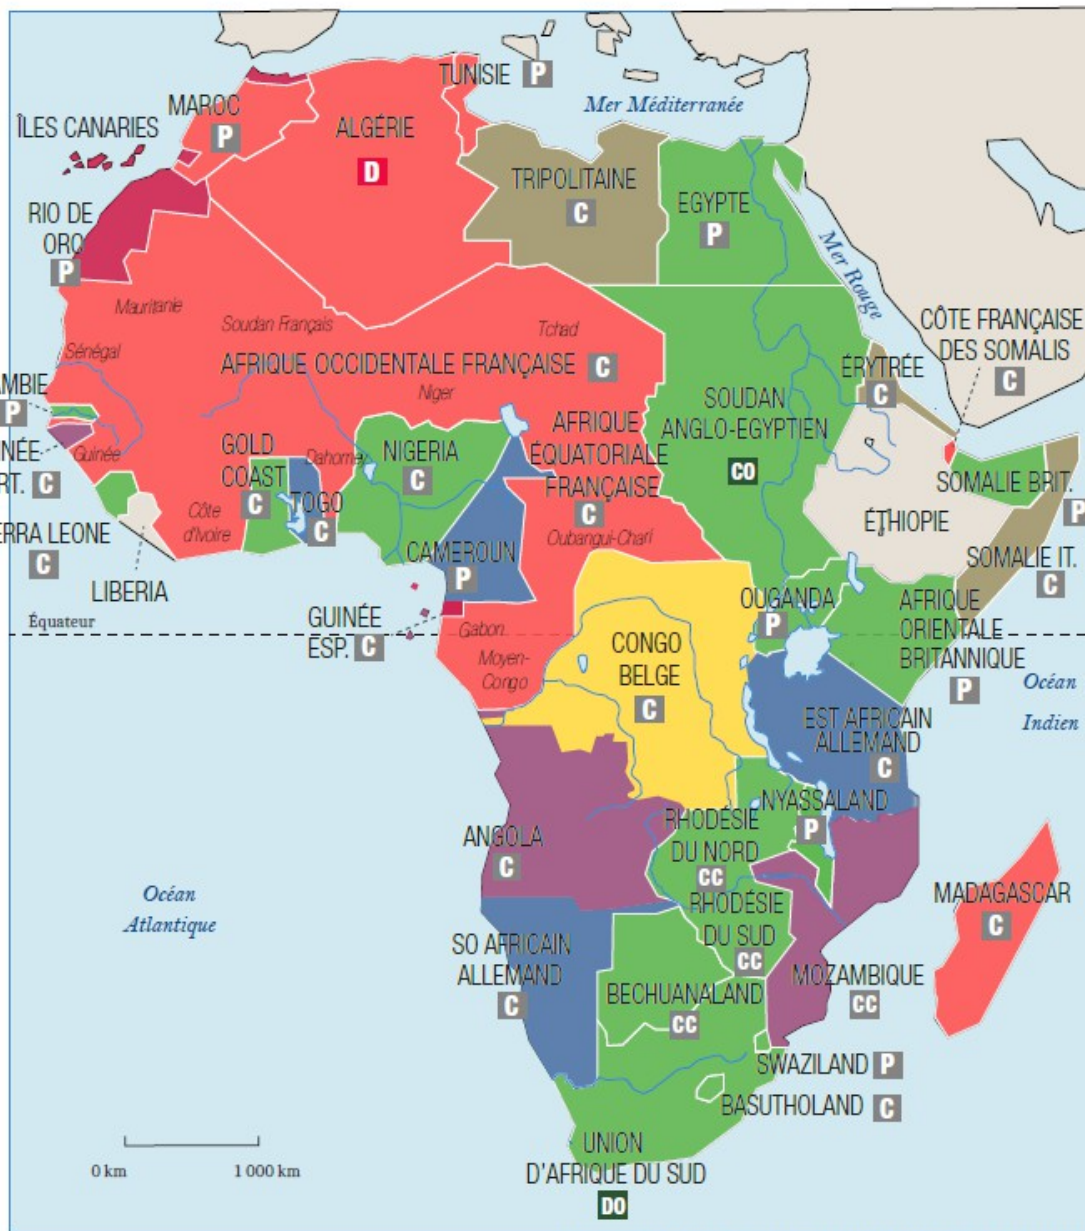 TUNISIE P
Mer Méditerranée
MAROC
P
ÎLES CANARIES
ALGÉRIE
D
TRIPOLITAINE
C
EGYPTE
P
RIO DE
ORO
P
Mer Rouge
Mauritanie
Soudan Français
Tchad
CÔTE FRANÇAISE
DES SOMALIS
C
Sénégal
AFRIQUE OCCIDENTALE FRANÇAISE C
Niger
ÉRYTRÉE
C
AMBIE
P
SOUDAN
ANGLO-EGYPTIEN
CO
AFRIQUE
ÉQUATORIALE
FRANÇAISE
C
Oubangui-Chari
INÉE
RT. C
Guinée
GOLD
COAST
C
Dahomey
NIGERIA
C
TOGO
C
Côte
d'Ivoire
SOMALIE BRIT.
P
ÉTHIOPIE
ERRA LEONE
C
LIBERIA
CAMEROUN
P
SOMALIE IT.
C
Équateur
GUINÉE
ESP. C
Gabon
Moyen-
Congo
CONGO
BELGE
C
OUGANDA
P
AFRIQUE
ORIENTALE
BRITANNIQUE
P
Océan
Indien
EST AFRICAIN
ALLEMAND
C
NYASSALAND
P
ANGOLA
C
RHODÉSIE
DU NORD
CC
Océan
Atlantique
RHODÉSIE
DU SUD
CC
MADAGASCAR
C
SO AFRICAIN
ALLEMAND
C
MOZAMBIQUE
CC
BECHUANALAND
CC
SWAZILAND P
BASUTHOLAND C
UNION
D'AFRIQUE DU SUD
DO
0 km 1 000 km